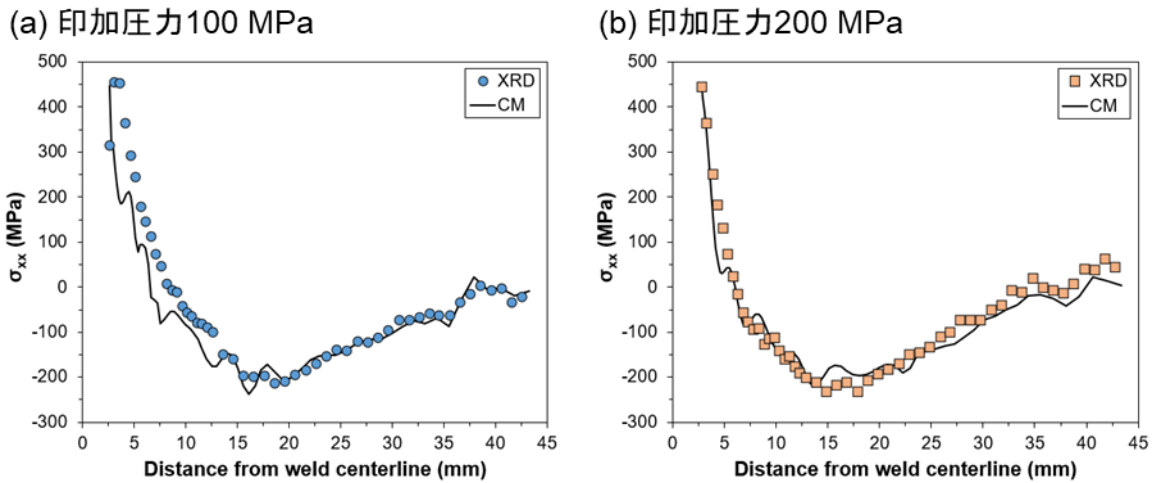 (a) 印加圧力100 MPa
500
400
300
200
100
0
-100
-200
-300
σxx (MPa)
XRD
CM
0 5 10 15 20 25 30 35 40 45
Distance from weld centerline (mm)
(b) 印加圧力200 MPa
500
400
300
200
100
0
-100
-200
-300
σxx (MPa)
XRD
CM
0 5 10 15 20 25 30 35 40 45
Distance from weld centerline (mm)